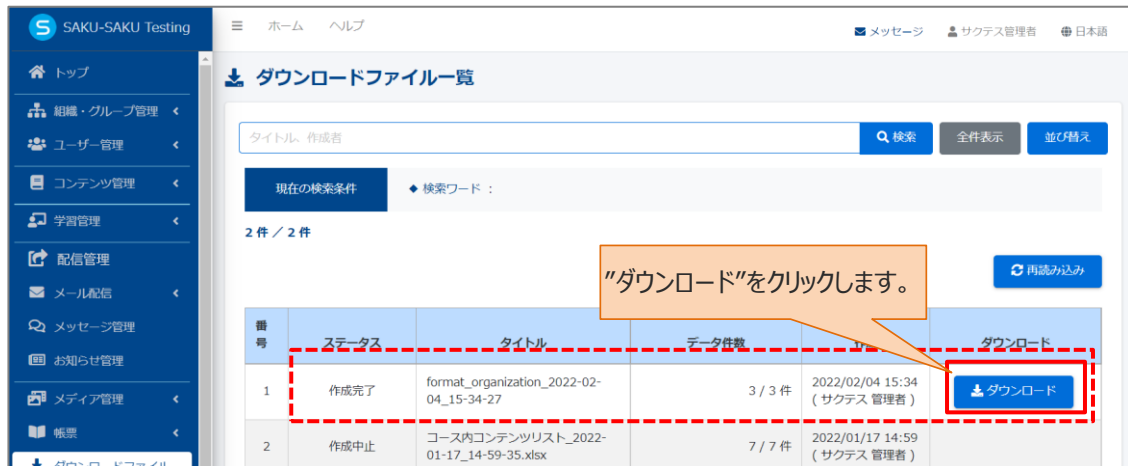 SAKU-SAKU Testing
ホーム ヘルプ
メッセージ サクテス管理者 日本語
トップ
組織・グループ管理
ユーザー管理
コンテンツ管理
学習管理
配信管理
メール配信
メッセージ管理
お知らせ管理
メディア管理
帳票
ダウンロードファイル
ダウンロードファイル一覧
タイトル、作成者 検索 全件表示 並び替え
現在の検索条件 ◆ 検索ワード :
2 件 / 2 件
再読み込み
”ダウンロード”をクリックします。
番号 ステータス タイトル データ件数 ダウンロード
1 作成完了 format_organization_2022-02-
04_15-34-27 3 / 3 件 2022/02/04 15:34
( サクテス 管理者 ) ダウンロード
2 作成中止 コース内コンテンツリスト_2022-
01-17_14-59-35.xlsx 7 / 7 件 2022/01/17 14:59
( サクテス 管理者 )